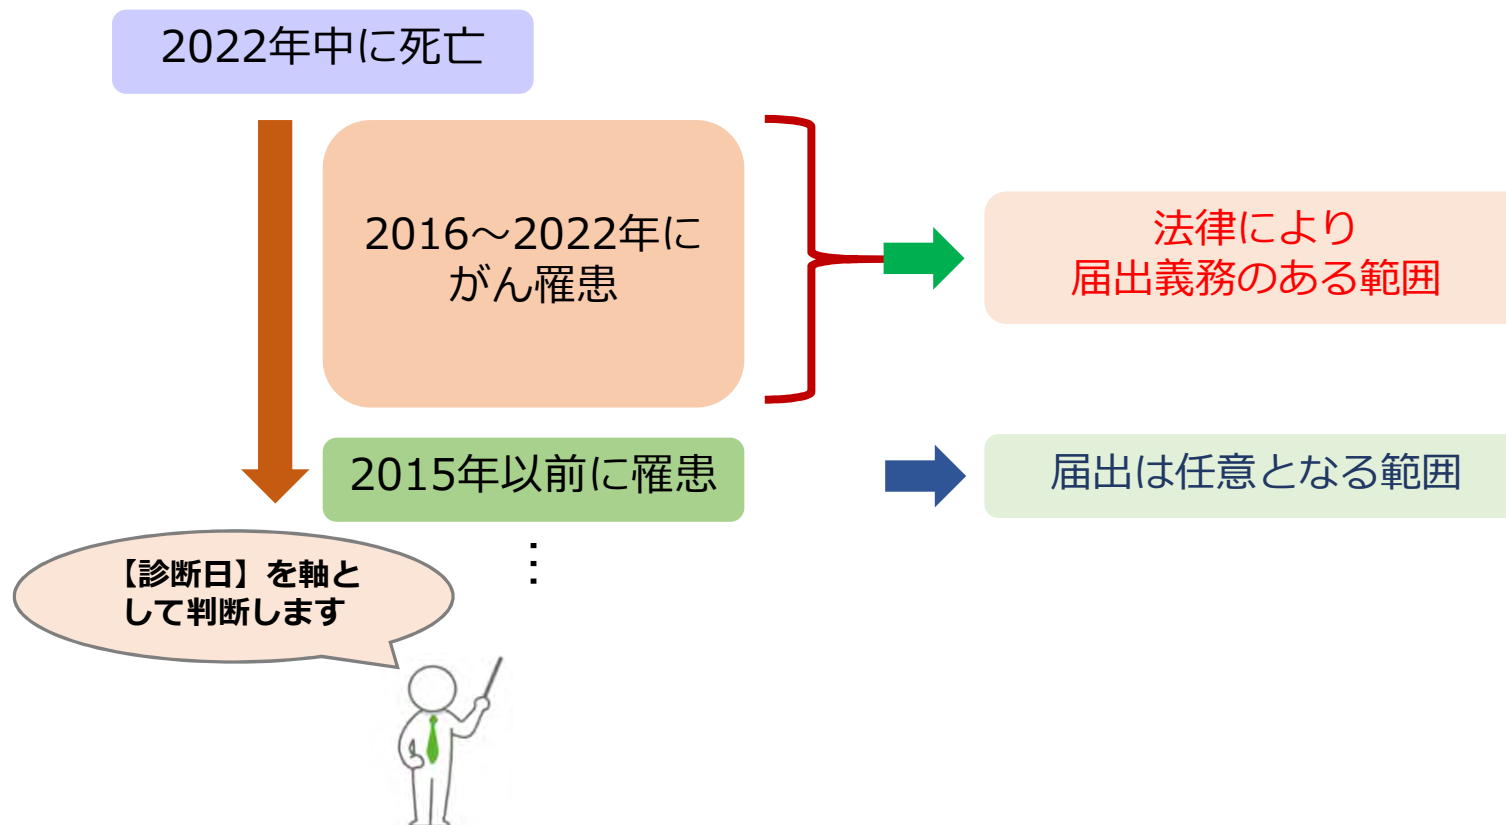 2022年中に死亡
2016～2022年に
がん罹患
法律により
届出義務のある範囲
2015年以前に罹患
届出は任意となる範囲
⋮
【診断日】を軸と
して判断します